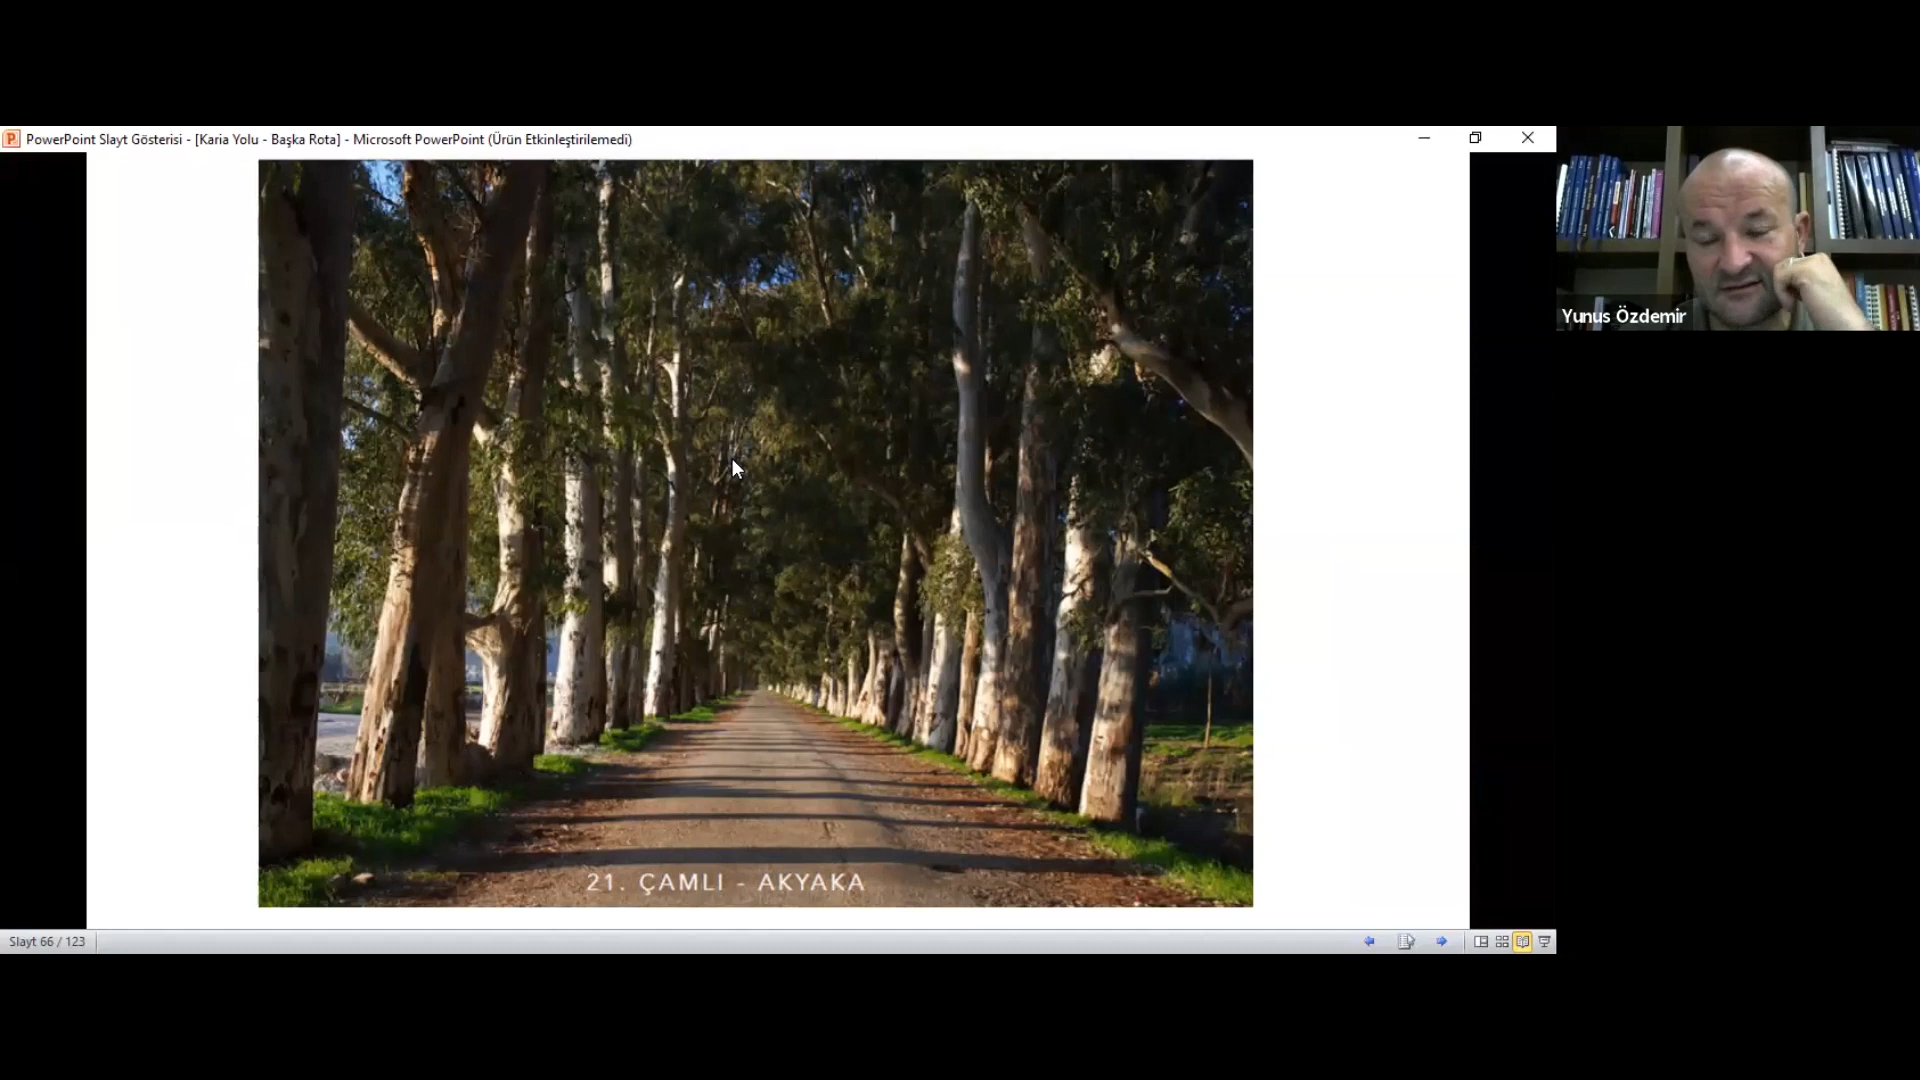 PowerPoint Slayt Gösterisi - [Karia Yolu - Başka Rota] - Microsoft PowerPoint (Ürün Etkinleştirilemedi)
Yunus Özdemir
21. ÇAMLI - AKYAKA
Slayt 66 / 123